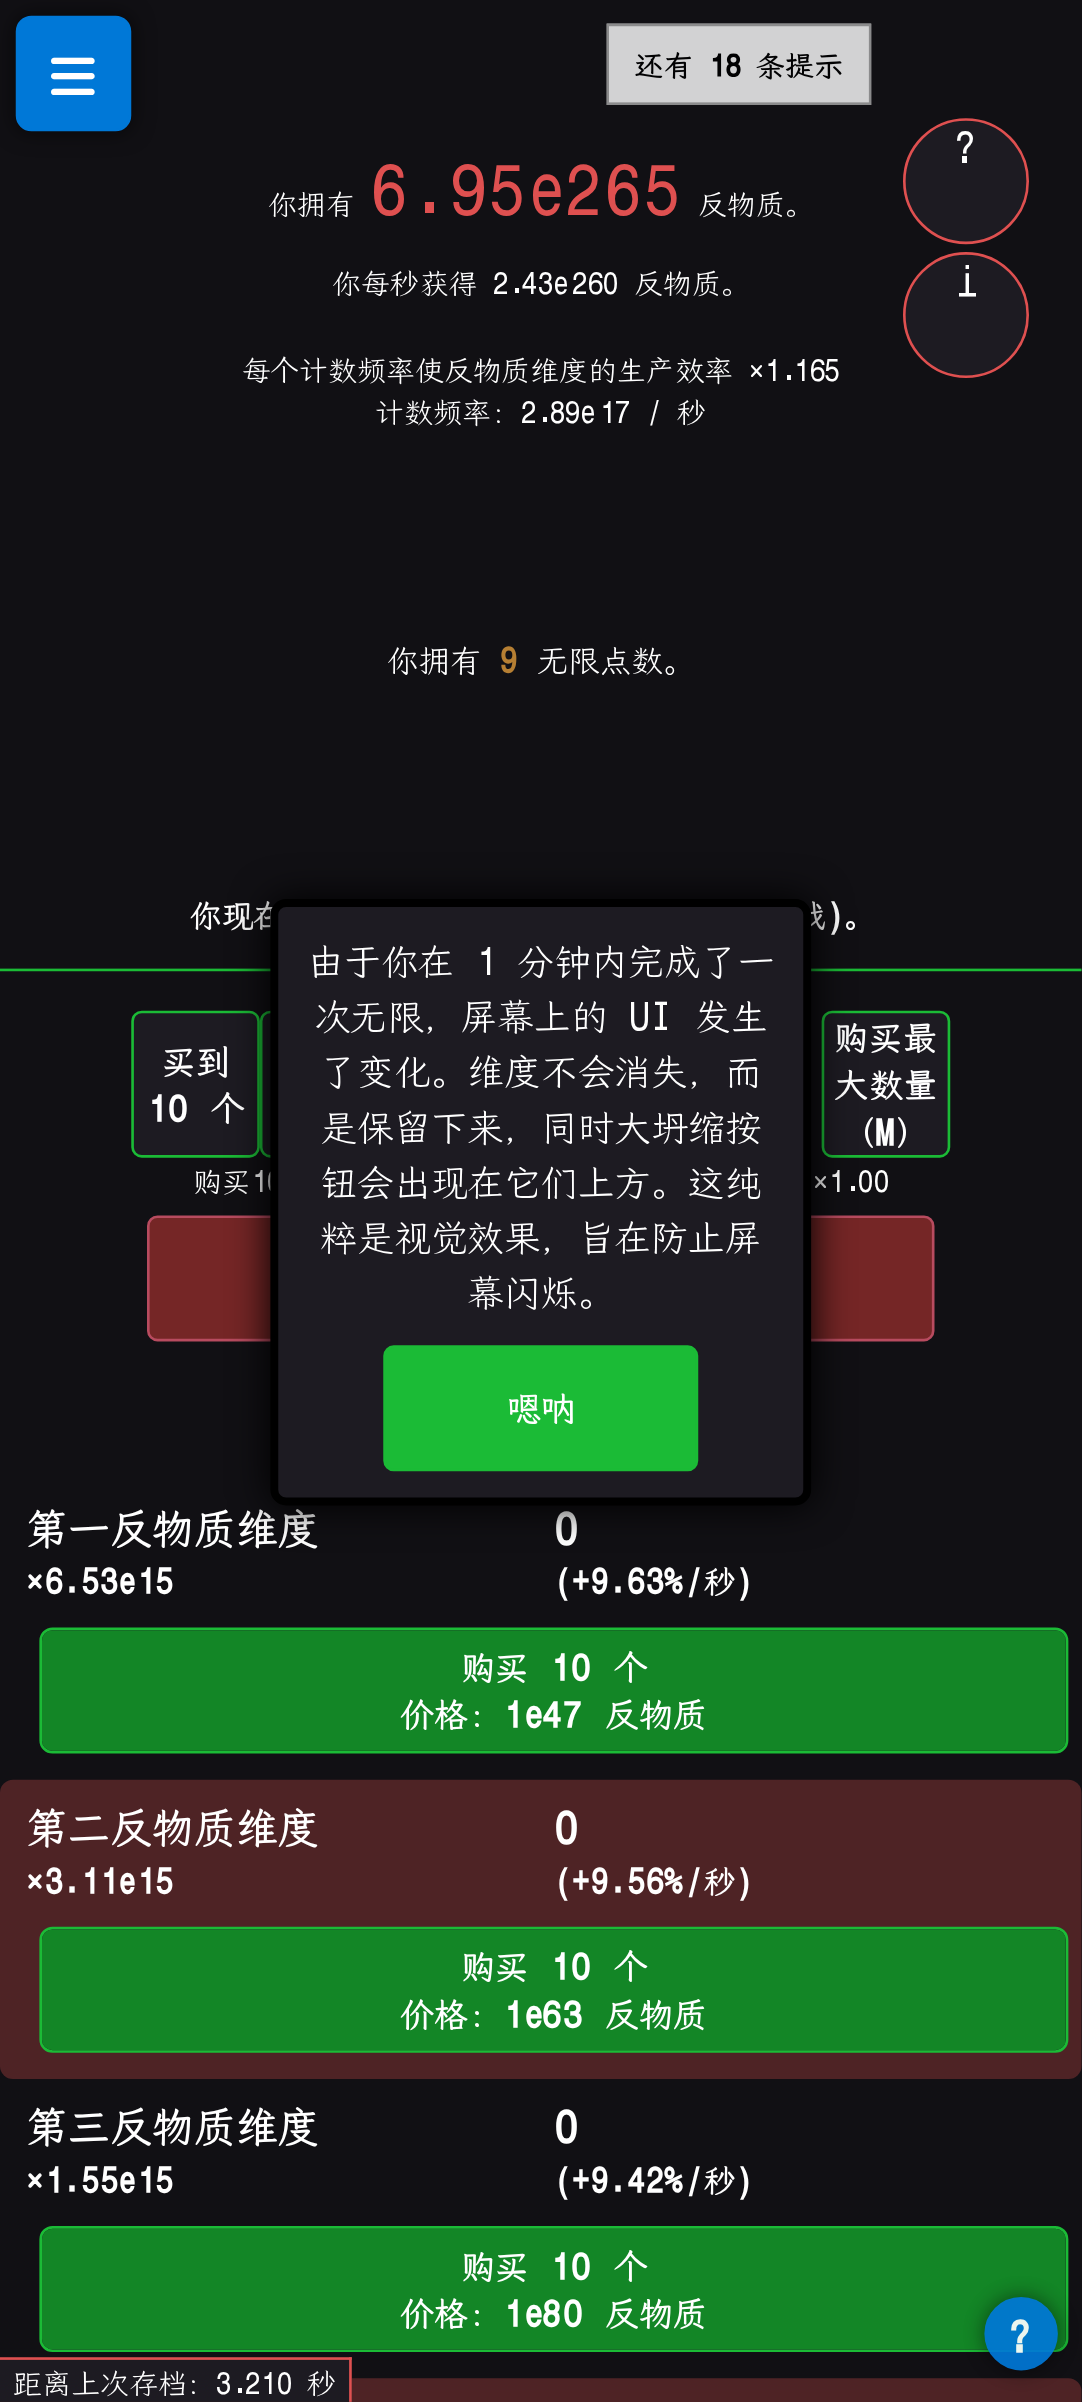 还有 18 条提示
?
你拥有 6.95e265 反物质。
i
你每秒获得 2.43e260 反物质。
每个计数频率使反物质维度的生产效率 ×1.165
计数频率: 2.89e17 / 秒
你拥有 9 无限点数。
你现在
)。
由于你在 1 分钟内完成了一
次无限, 屏幕上的 UI 发生
了变化。维度不会消失, 而
是保留下来, 同时大坍缩按
钮会出现在它们上方。这纯
粹是视觉效果, 旨在防止屏
幕闪烁。
嗯呐
买到
10 个
购买最
大数量
(M)
购买10
×1.00
第一反物质维度 0
×6.53e15 (+9.63%/秒)
购买 10 个
价格: 1e47 反物质
第二反物质维度 0
×3.11e15 (+9.56%/秒)
购买 10 个
价格: 1e63 反物质
第三反物质维度 0
×1.55e15 (+9.42%/秒)
购买 10 个
价格: 1e80 反物质
?
距离上次存档: 3.210 秒